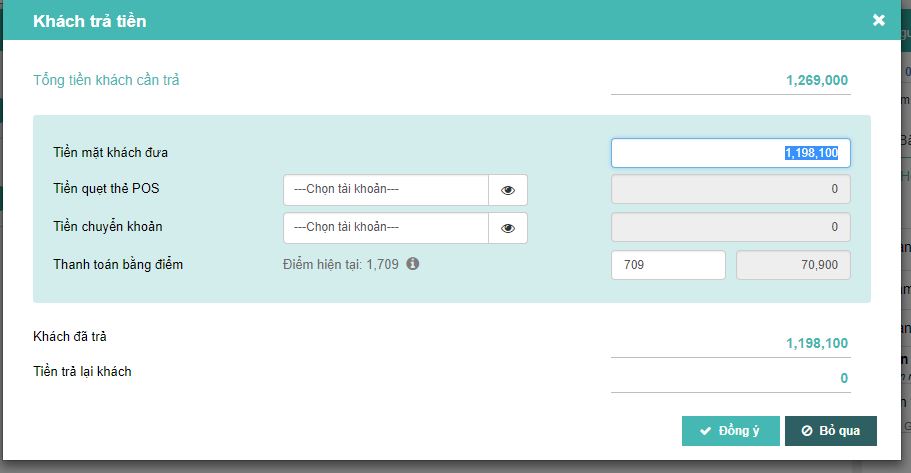 Khách trả tiền
Tổng tiền khách cần trả 1,269,000
Tiền mặt khách đưa 1,198,100
Tiền quẹt thẻ POS ---Chọn tài khoản--- 0
Tiền chuyển khoản ---Chọn tài khoản--- 0
Thanh toán bằng điểm Điểm hiện tại: 1,709 709 70,900
Khách đã trả 1,198,100
Tiền trả lại khách 0
Đồng ý Bỏ qua